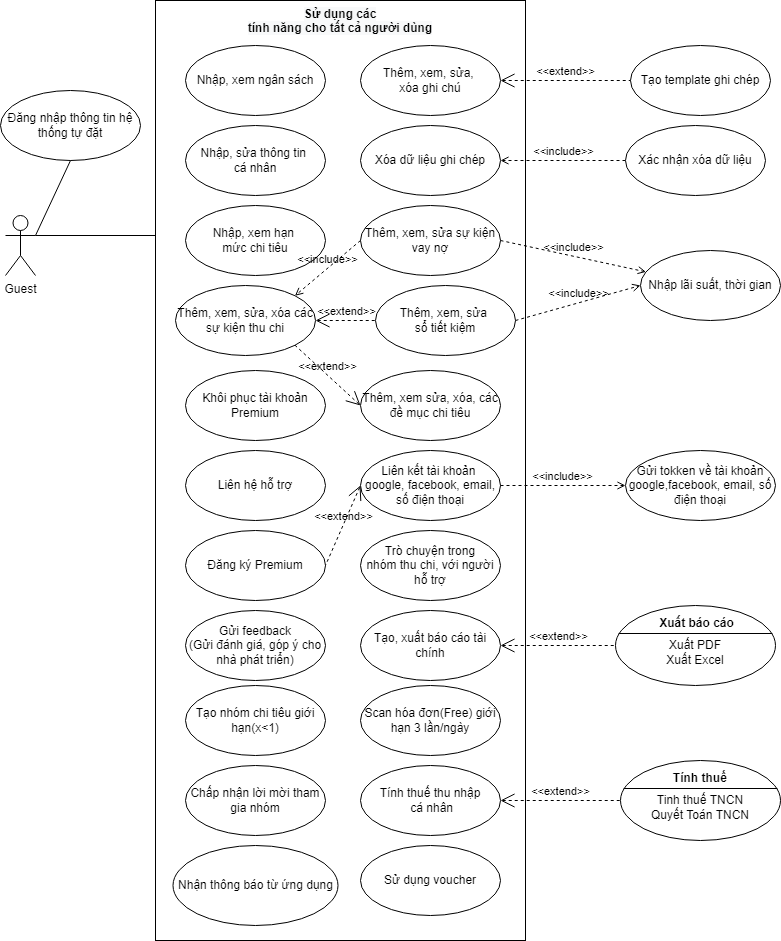 Sử dụng các
tính năng cho tất cả người dùng
Nhập, xem ngân sách
Thêm, xem, sửa,
xóa ghi chú
<<extend>>
Tạo template ghi chép
Đăng nhập thông tin hệ
thống tự đặt
Nhập, sửa thông tin
cá nhân
Xóa dữ liệu ghi chép
<<include>>
Xác nhận xóa dữ liệu
Guest
Nhập, xem hạn
mức chi tiêu
Thêm, xem, sửa sự kiện
vay nợ
<<include>>
<<include>>
Nhập lãi suất, thời gian
Thêm, xem, sửa, xóa các
sự kiện thu chi
<<extend>>
Thêm, xem, sửa
sổ tiết kiệm
<<include>>
<<extend>>
Khôi phục tài khoản
Premium
Thêm, xem sửa, xóa, các
đề mục chi tiêu
Liên hệ hỗ trợ
Liên kết tài khoản
google, facebook, email,
số điện thoại
<<include>>
Gửi tokken về tài khoản
google,facebook, email, số
điện thoại
<<extend>>
Đăng ký Premium
Trò chuyện trong
nhóm thu chi, với người
hỗ trợ
Gửi feedback
(Gửi đánh giá, góp ý cho
nhà phát triển)
Tạo, xuất báo cáo tài
chính
<<extend>>
Xuất báo cáo
Xuất PDF
Xuất Excel
Tạo nhóm chi tiêu giới
hạn(x<1)
Scan hóa đơn(Free) giới
hạn 3 lần/ngày
Chấp nhận lời mời tham
gia nhóm
Tính thuế thu nhập
cá nhân
<<extend>>
Tính thuế
Tinh thuế TNCN
Quyết Toán TNCN
Nhận thông báo từ ứng dụng
Sử dụng voucher